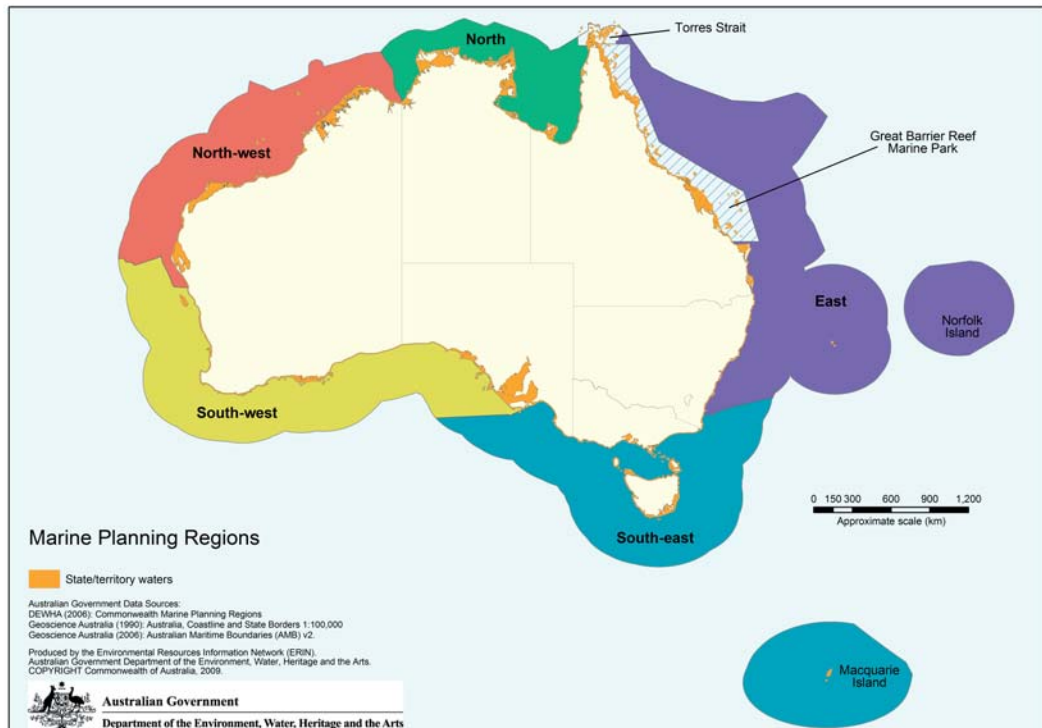 Torres Strait
North
Great Barrier Reef
Marine Park
North-west
East
Norfolk
Island
South-west
0 150 300 600 900 1,200
Approximate scale (km)
South-east
Marine Planning Regions
State/territory waters
Australian Government Data Sources:
DEWHA (2006): Commonwealth Marine Planning Regions
Geoscience Australia (1990): Australia, Coastline and State Borders 1:100,000
Geoscience Australia (2006): Australian Maritime Boundaries (AMB) v2.
Produced by the Environmental Resources Information Network (ERIN).
Australian Government Department of the Environment, Water, Heritage and the Arts.
COPYRIGHT Commonwealth of Australia, 2009.
Macquarie
Island
Australian Government
Department of the Environment, Water, Heritage and the Arts